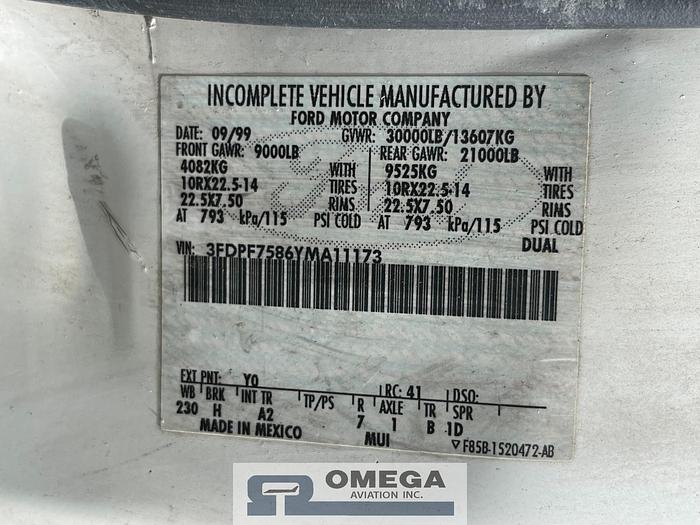 INCOMPLETE VEHICLE MANUFACTURED BY
FORD MOTOR COMPANY
DATE: 09/99 GVWR: 30000LB/13607KG
FRONT GAWR: 9000LB REAR GAWR: 21000LB
4082KG WITH 9525KG WITH
10RX22.5-14 TIRES 10RX22.5-14 TIRES
22.5X7.50 RIMS 22.5X7.50 RIMS
AT 793 kPa/115 PSI COLD AT 793 kPa/115 PSI COLD
DUAL
VIN: 3FDPF7586YMA11173
EXT PNT: Y0 RC: 41 DSO:
WB BRK INT TR TP/PS R AXLE TR SPR
230 H A2 7 1 B 1D
MADE IN MEXICO MUI ▽ F85B-1520472-AB
OMEGA
AVIATION INC.